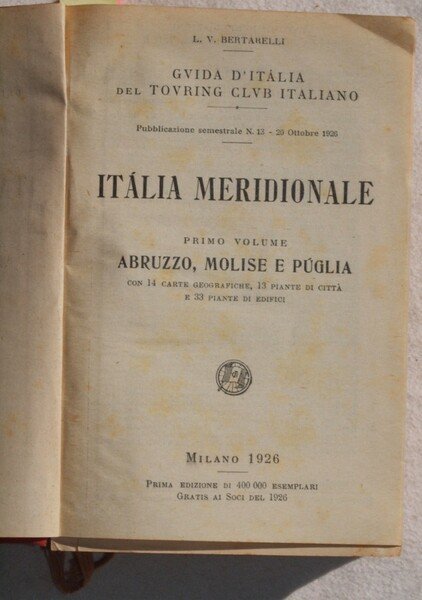 L. V. BERTARELLI
GVIDA D'ITÁLIA
DEL TOVRING CLVB ITALIANO
Pubblicazione semestrale N. 13 - 20 Ottobre 1926
ITÁLIA MERIDIONALE
PRIMO VOLUME
ABRUZZO, MOLISE E PÚGLIA
CON 14 CARTE GEOGRAFICHE, 13 PIANTE DI CITTÀ
E 33 PIANTE DI EDIFICI
MILANO 1926
PRIMA EDIZIONE DI 400 000 ESEMPLARI
GRATIS AI SOCI DEL 1926